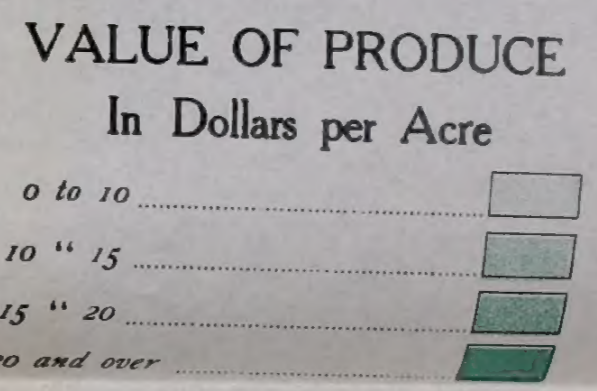 VALUE OF PRODUCE
In Dollars per Acre
0 to 10
10 “ 15
15 “ 20
and over